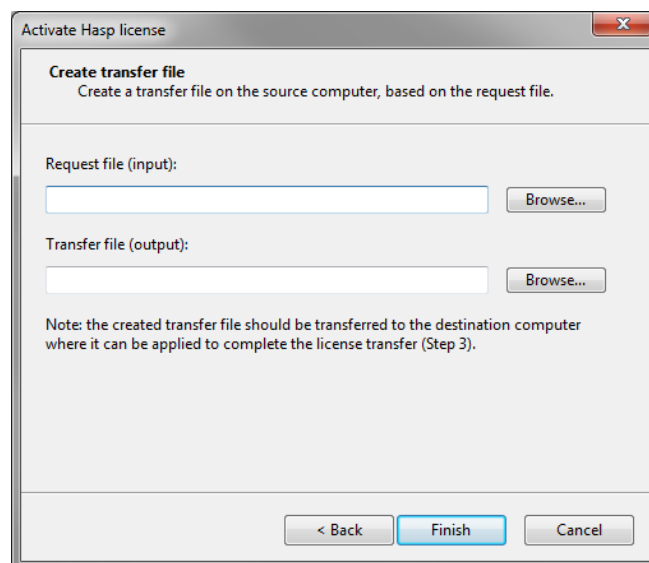 Activate Hasp license
Create transfer file
Create a transfer file on the source computer, based on the request file.
Request file (input):
Browse...
Transfer file (output):
Browse...
Note: the created transfer file should be transferred to the destination computer
where it can be applied to complete the license transfer (Step 3).
< Back
Finish
Cancel